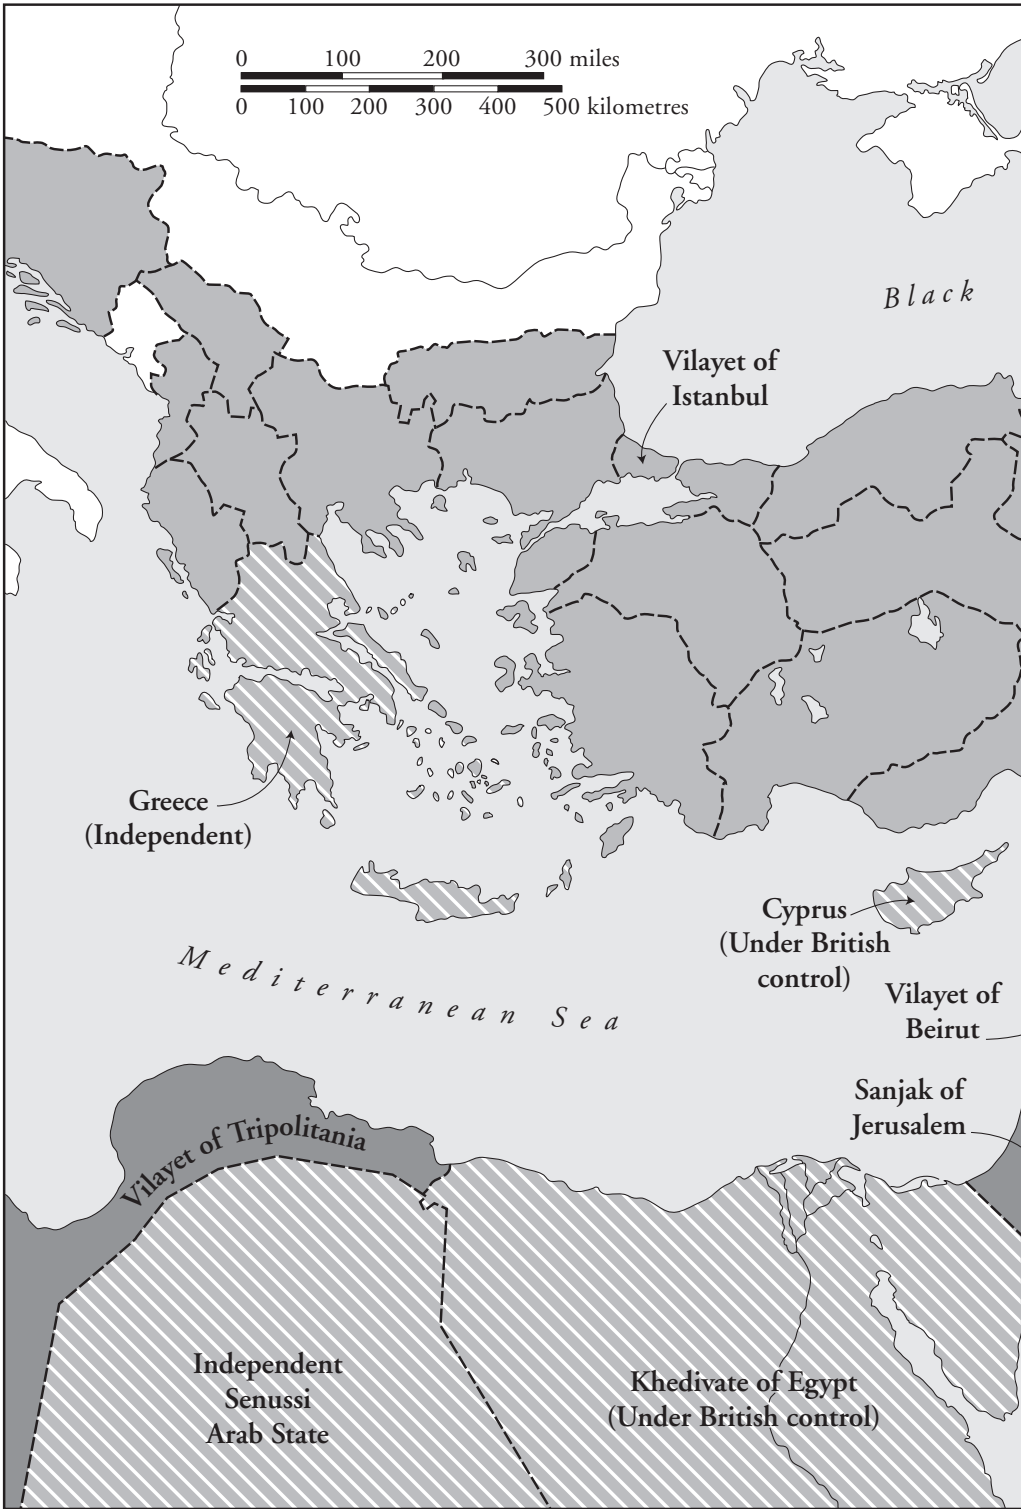 0 100 200 300 miles
0 100 200 300 400 500 kilometres
Black
Vilayet of
Istanbul
Greece
(Independent)
Cyprus
(Under British
control)
Mediterranean Sea
Vilayet of
Beirut
Sanjak of
Jerusalem
Vilayet of Tripolitania
Independent
Senussi
Arab State
Khedivate of Egypt
(Under British control)